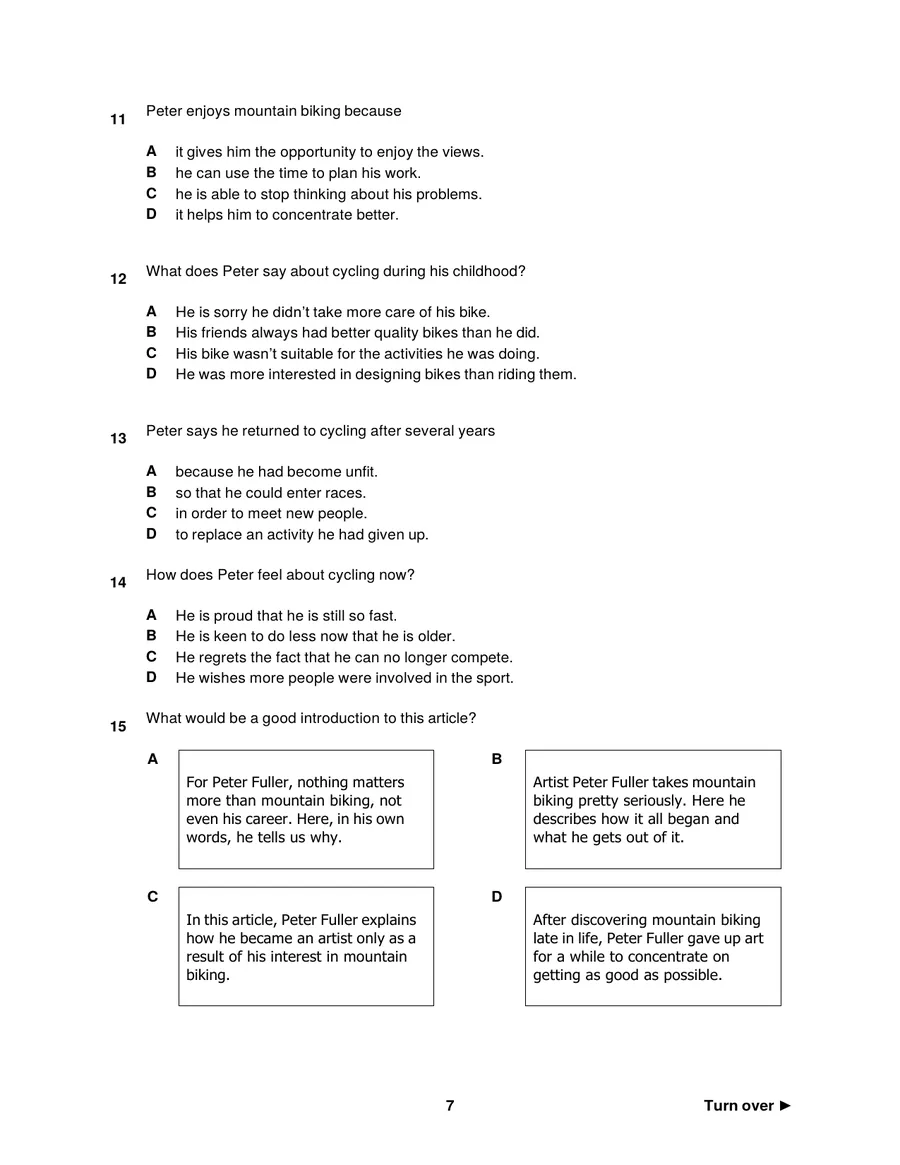 11 Peter enjoys mountain biking because
A it gives him the opportunity to enjoy the views.
B he can use the time to plan his work.
C he is able to stop thinking about his problems.
D it helps him to concentrate better.
12 What does Peter say about cycling during his childhood?
A He is sorry he didn’t take more care of his bike.
B His friends always had better quality bikes than he did.
C His bike wasn’t suitable for the activities he was doing.
D He was more interested in designing bikes than riding them.
13 Peter says he returned to cycling after several years
A because he had become unfit.
B so that he could enter races.
C in order to meet new people.
D to replace an activity he had given up.
14 How does Peter feel about cycling now?
A He is proud that he is still so fast.
B He is keen to do less now that he is older.
C He regrets the fact that he can no longer compete.
D He wishes more people were involved in the sport.
15 What would be a good introduction to this article?
A
For Peter Fuller, nothing matters
more than mountain biking, not
even his career. Here, in his own
words, he tells us why.
B
Artist Peter Fuller takes mountain
biking pretty seriously. Here he
describes how it all began and
what he gets out of it.
C
In this article, Peter Fuller explains
how he became an artist only as a
result of his interest in mountain
biking.
D
After discovering mountain biking
late in life, Peter Fuller gave up art
for a while to concentrate on
getting as good as possible.
7
Turn over ►